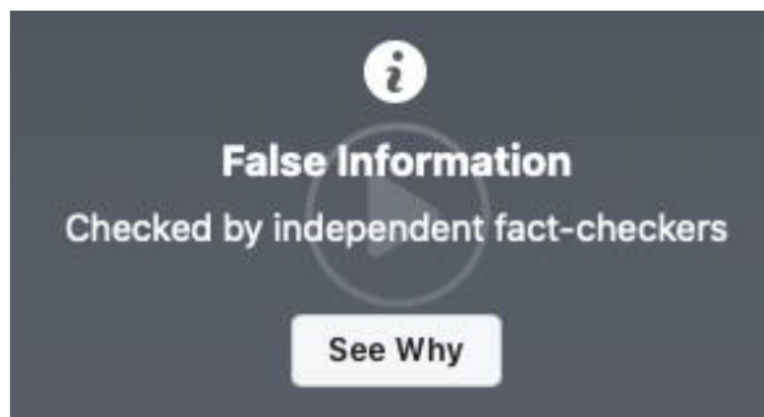 False Information
Checked by independent fact-checkers
See Why